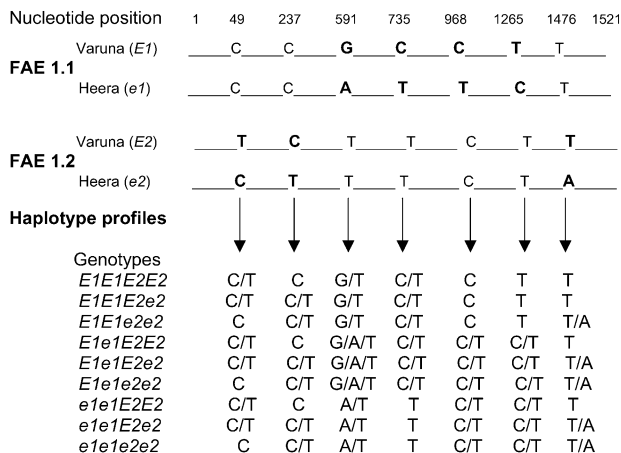 Nucleotide position 1 49 237 591 735 968 1265 1476 1521
Varuna (E1) C C G C C T T
FAE 1.1
Heera (e1) C C A T T C T
Varuna (E2) T C T T C T T
FAE 1.2
Heera (e2) C T T T C T A
Haplotype profiles
Genotypes
E1E1E2E2 C/T C G/T C/T C T T
E1E1E2e2 C/T C/T G/T C/T C T T
E1E1e2e2 C C/T G/T C/T C T T/A
E1e1E2E2 C/T C G/A/T C/T C/T C/T T
E1e1E2e2 C/T C/T G/A/T C/T C/T C/T T/A
E1e1e2e2 C C/T G/A/T C/T C/T C/T T/A
e1e1E2E2 C/T C A/T T C/T C/T T
e1e1E2e2 C/T C/T A/T T C/T C/T T/A
e1e1e2e2 C C/T A/T T C/T C/T T/A